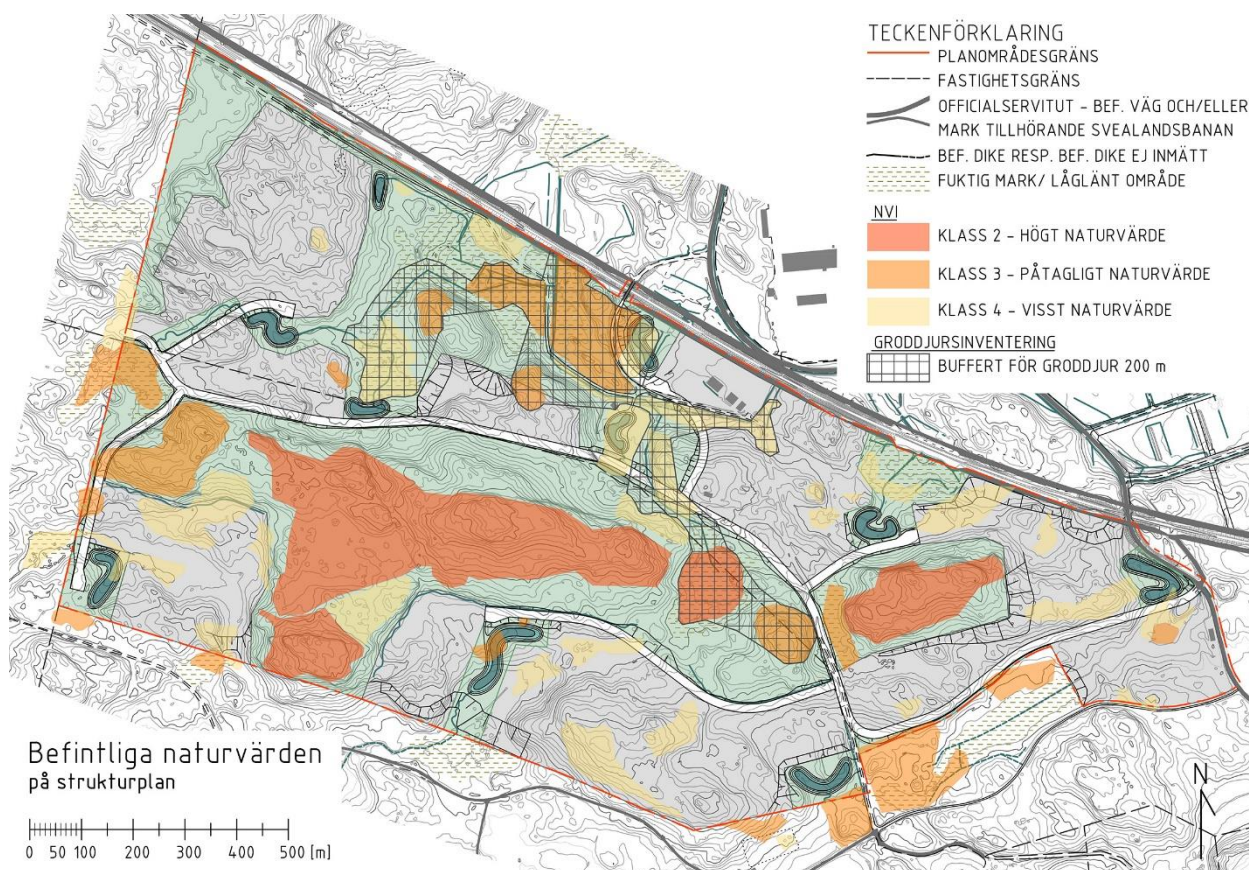 TECKENFÖRKLARING
PLANOMRÅDESGRÄNS
FASTIGHETSGRÄNS
OFFICIALSERVITUT - BEF. VÄG OCH/ELLER
MARK TILLHÖRANDE SVEALANDSBANAN
BEF. DIKE RESP. BEF. DIKE EJ INMÄTT
FUKTIG MARK/ LÅGLÄNT OMRÅDE
NVI
KLASS 2 - HÖGT NATURVÄRDE
KLASS 3 - PÅTAGLIGT NATURVÄRDE
KLASS 4 - VISST NATURVÄRDE
GRODDJURSINVENTERING
BUFFERT FÖR GRODDJUR 200 m
Befintliga naturvärden
på strukturplan
0 50 100 200 300 400 500 [m]
N